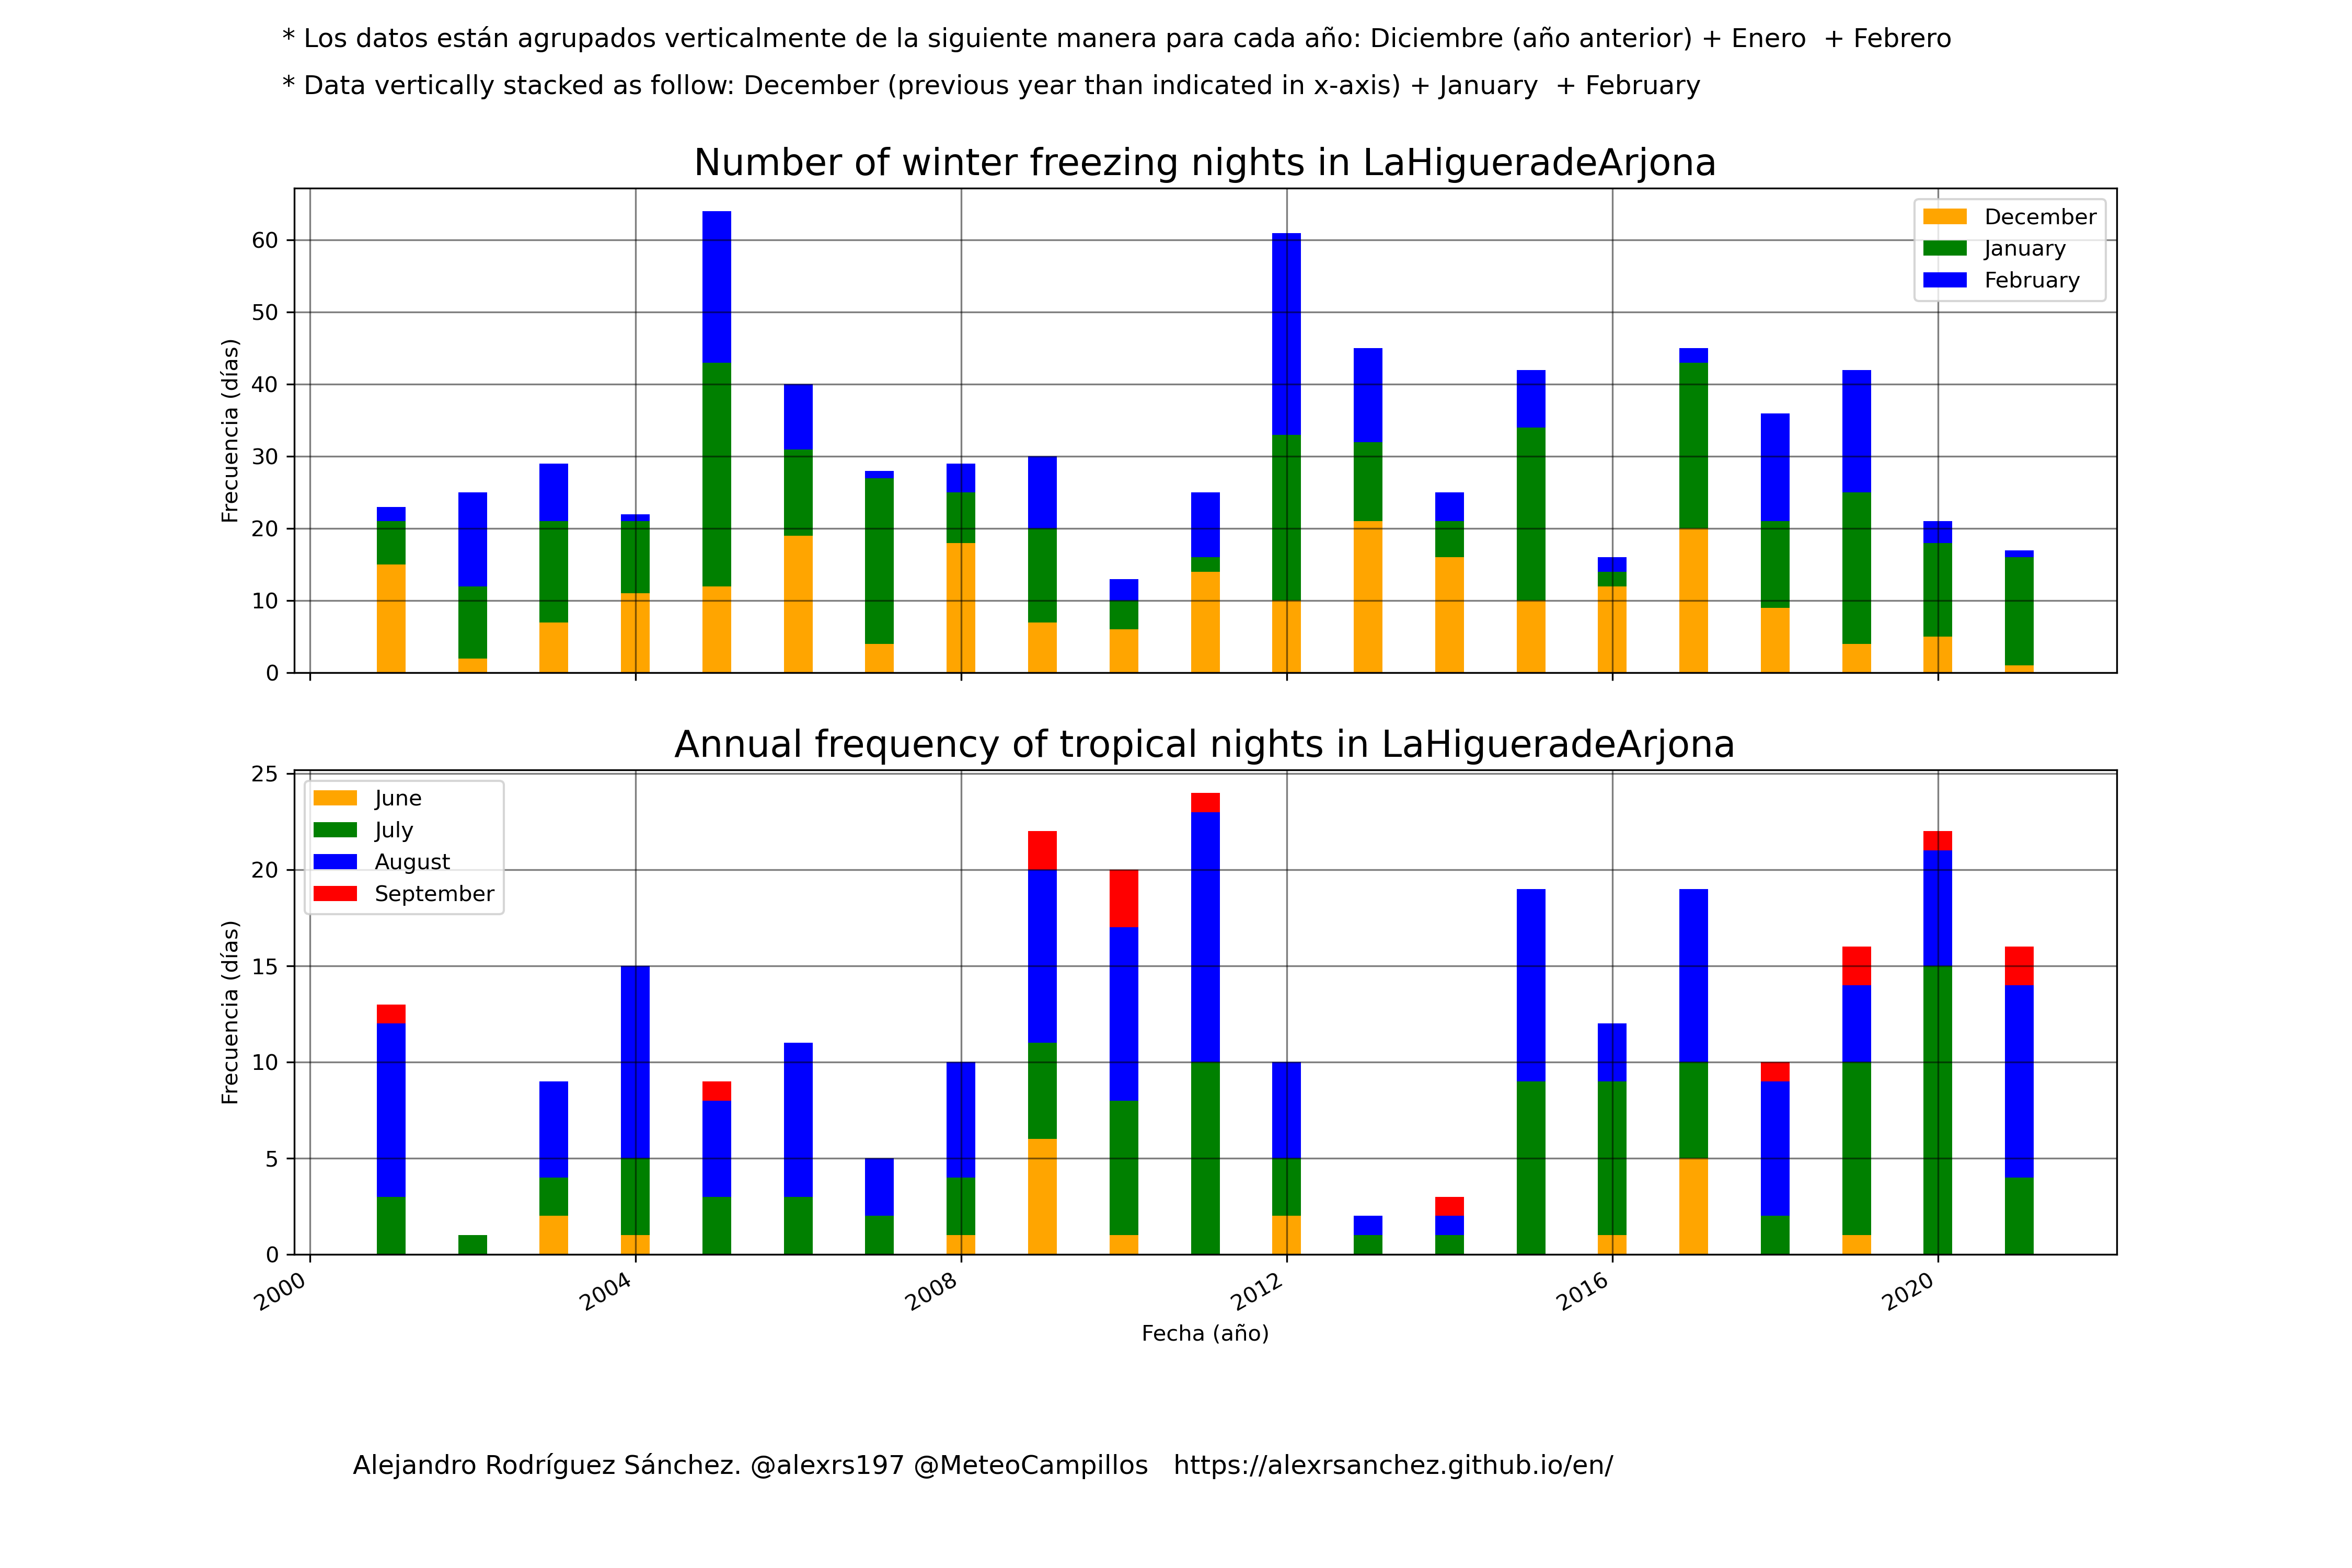 * Los datos están agrupados verticalmente de la siguiente manera para cada año: Diciembre (año anterior) + Enero  + Febrero
* Data vertically stacked as follow: December (previous year than indicated in x-axis) + January  + February
Number of winter freezing nights in LaHigueradeArjona
60
50
40
30
20
10
0
Frecuencia (días)
December
January
February
Annual frequency of tropical nights in LaHigueradeArjona
25
20
15
10
5
0
Frecuencia (días)
June
July
August
September
2000 2004 2008 2012 2016 2020
Fecha (año)
Alejandro Rodríguez Sánchez. @alexrs197 @MeteoCampillos   https://alexrsanchez.github.io/en/